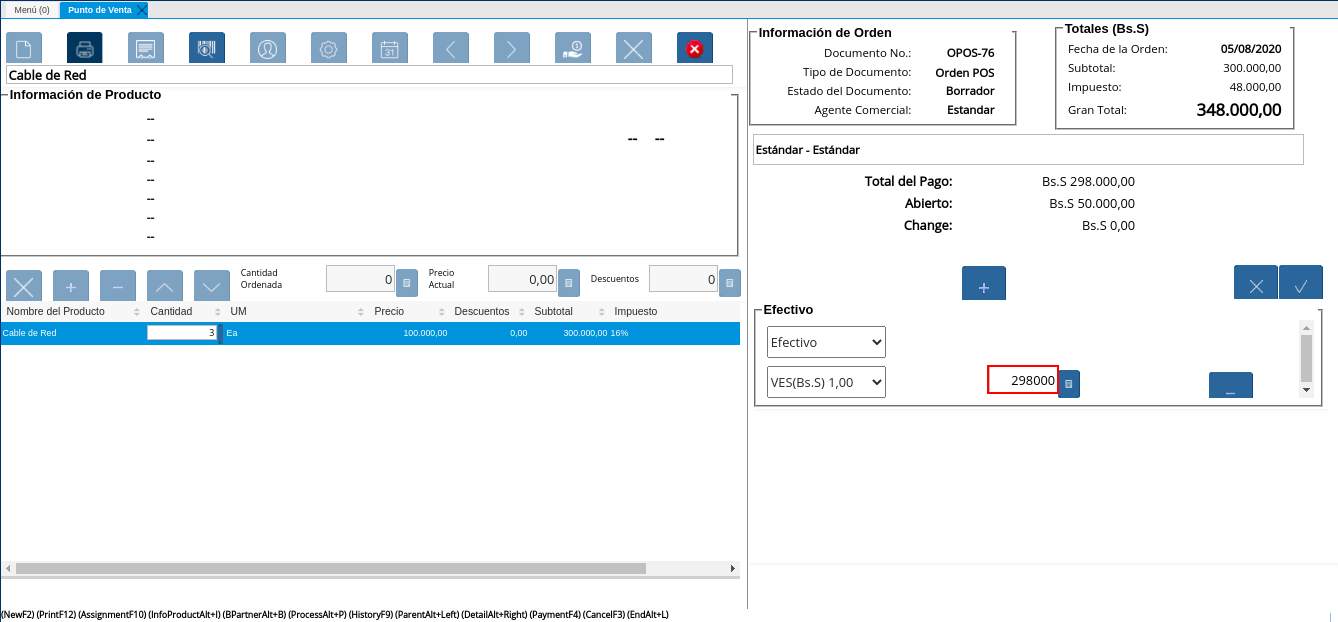 Menú (0)
Punto de Venta
31
Cable de Red
Información de Producto
--
-- -- --
--
--
--
--
--
Cantidad Ordenada
0
Precio Actual
0,00
Descuentos
0
Nombre del Producto Cantidad UM Precio Descuentos Subtotal Impuesto
Cable de Red 3 Ea 100.000,00 0,00 300.000,00 16%
(NewF2) (PrintF12) (AssignmentF10) (InfoProductAlt+I) (BPartnerAlt+B) (ProcessAlt+P) (HistoryF9) (ParentAlt+Left) (DetailAlt+Right) (PaymentF4) (CancelF3) (EndAlt+L)
Información de Orden
Documento No.: OPOS-76
Tipo de Documento: Orden POS
Estado del Documento: Borrador
Agente Comercial: Estandar
Totales (Bs.S)
Fecha de la Orden: 05/08/2020
Subtotal: 300.000,00
Impuesto: 48.000,00
Gran Total: 348.000,00
Estándar - Estándar
Total del Pago: Bs.S 298.000,00
Abierto: Bs.S 50.000,00
Change: Bs.S 0,00
Efectivo
Efectivo
VES(Bs.S) 1,00 298000